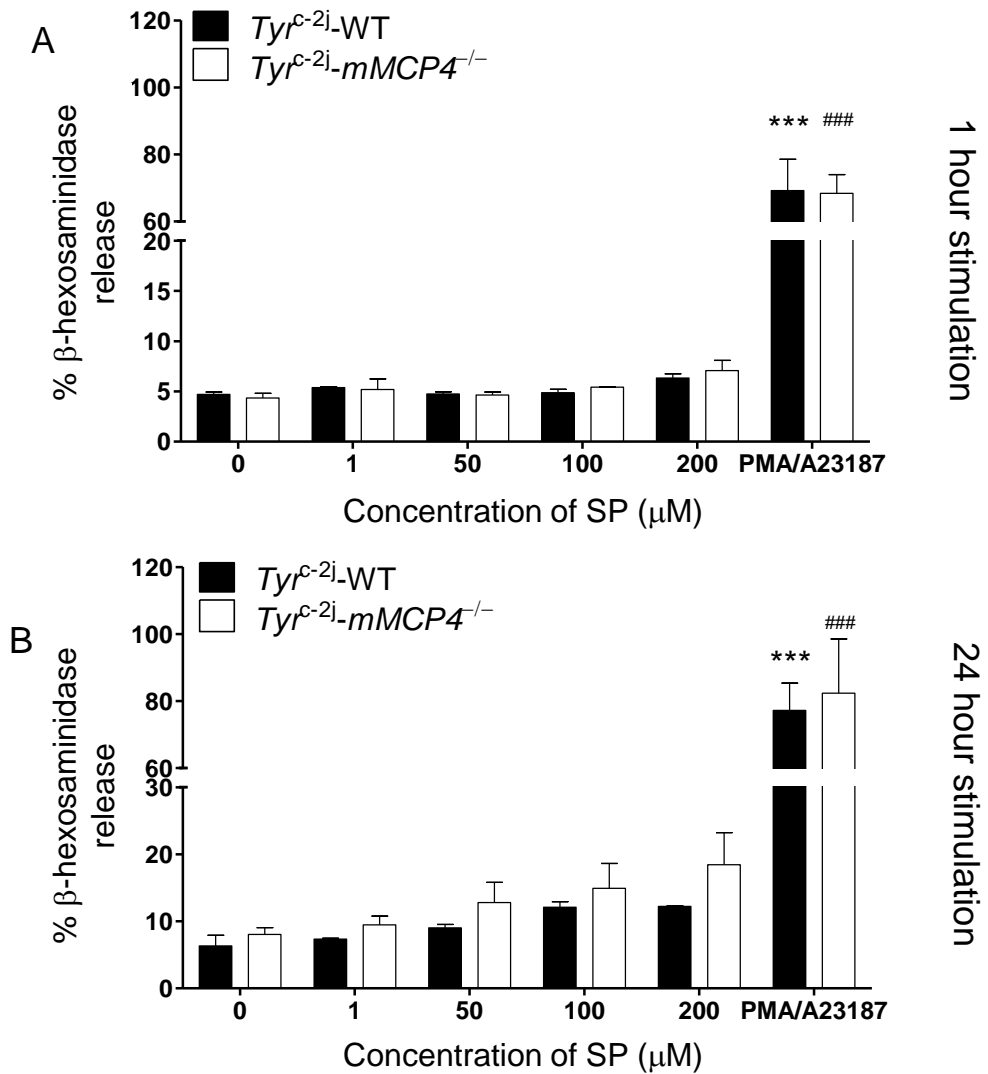 A
Tyrᶜ⁻²ʲ-WT
Tyrᶜ⁻²ʲ-mMCP4⁻/⁻
120
100
80
60
20
15
10
5
0
% β-hexosaminidase
release
*** ###
0 1 50 100 200 PMA/A23187
Concentration of SP (μM)
1 hour stimulation
B
Tyrᶜ⁻²ʲ-WT
Tyrᶜ⁻²ʲ-mMCP4⁻/⁻
120
100
80
60
30
20
10
0
% β-hexosaminidase
release
*** ###
0 1 50 100 200 PMA/A23187
Concentration of SP (μM)
24 hour stimulation